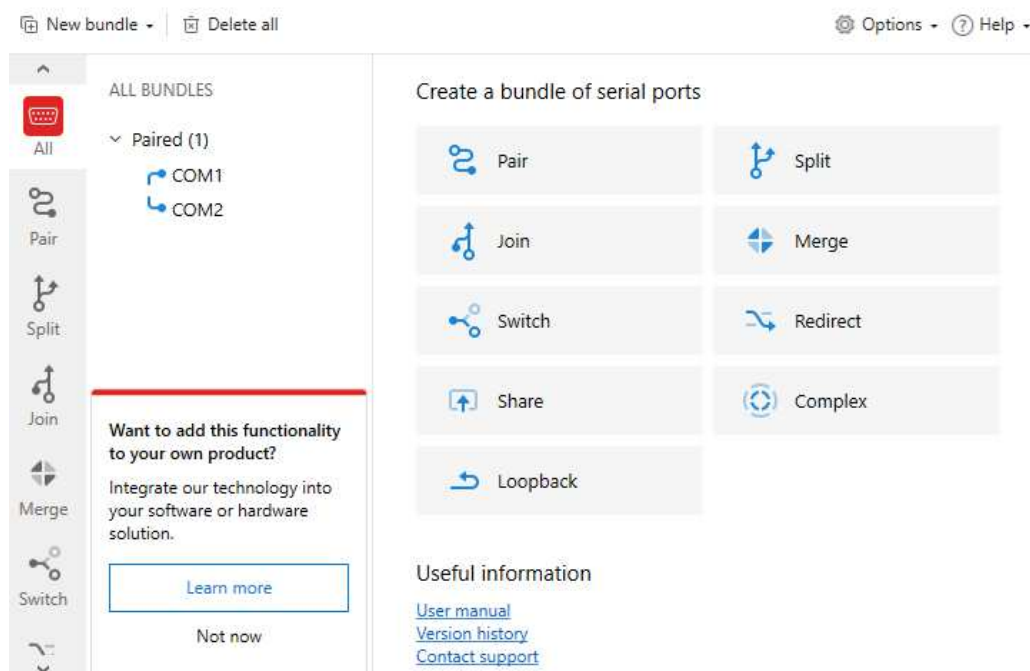 New bundle
Delete all
Options
Help
All
Pair
Split
Join
Merge
Switch
ALL BUNDLES
Paired (1)
COM1
COM2
Want to add this functionality
to your own product?
Integrate our technology into
your software or hardware
solution.
Learn more
Not now
Create a bundle of serial ports
Pair
Split
Join
Merge
Switch
Redirect
Share
Complex
Loopback
Useful information
User manual
Version history
Contact support